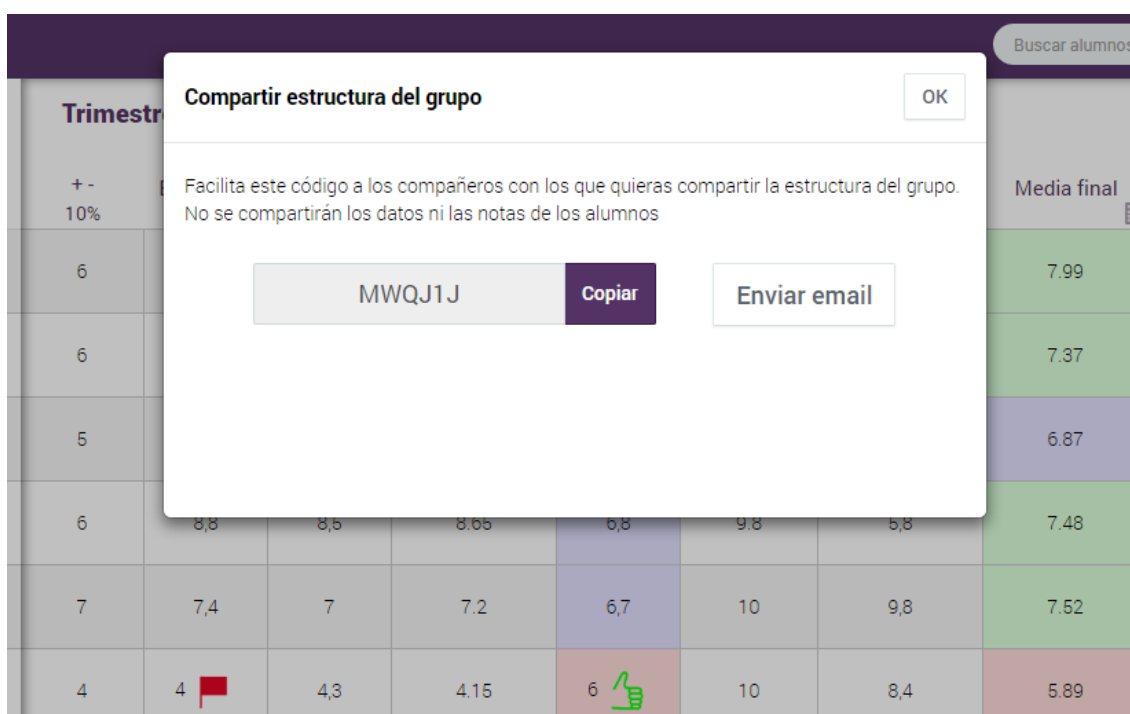 Buscar alumnos
Compartir estructura del grupo
OK
Facilita este código a los compañeros con los que quieras compartir la estructura del grupo.
No se compartirán los datos ni las notas de los alumnos
MWQJ1J
Copiar
Enviar email
+ -
10%
Media final
6 7.99
6 7.37
5 6.87
6 8,8 8,5 8.65 6,8 9.8 5,8 7.48
7 7,4 7 7.2 6,7 10 9,8 7.52
4 4 4,3 4.15 6 10 8,4 5.89